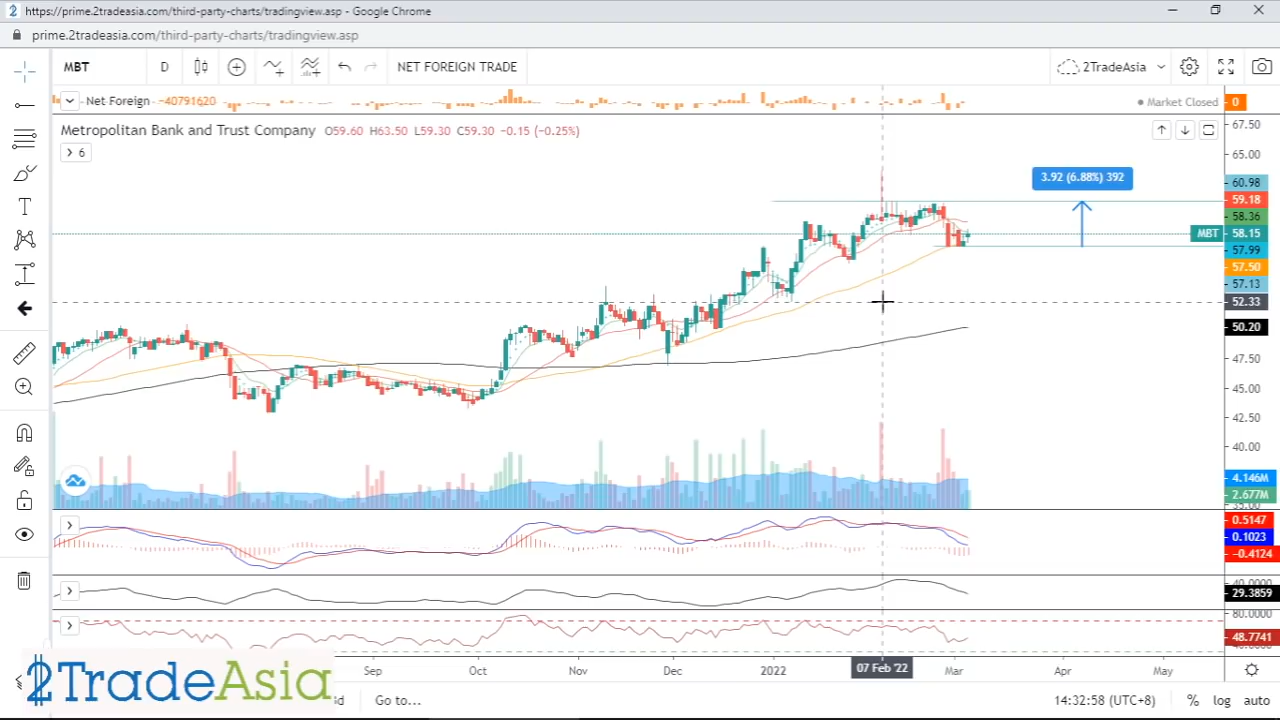 https://prime.2tradeasia.com/third-party-charts/tradingview.asp - Google Chrome
prime.2tradeasia.com/third-party-charts/tradingview.asp
MBT D NET FOREIGN TRADE 2TradeAsia
Net Foreign -40791620 Market Closed 0
Metropolitan Bank and Trust Company O59.60 H63.50 L59.30 C59.30 -0.15 (-0.25%)
6
67.50
65.00
3.92 (6.88%) 392
60.98
59.18
58.36
MBT 58.15
57.99
57.50
57.13
52.33
50.20
47.50
45.00
42.50
40.00
4.146M
2.677M
0.5147
0.1023
-0.4124
40.0000
29.3859
80.0000
48.7741
Sep Oct Nov Dec 2022 07 Feb '22 Mar Apr May
2TradeAsia
Go to... 14:32:58 (UTC+8) % log auto